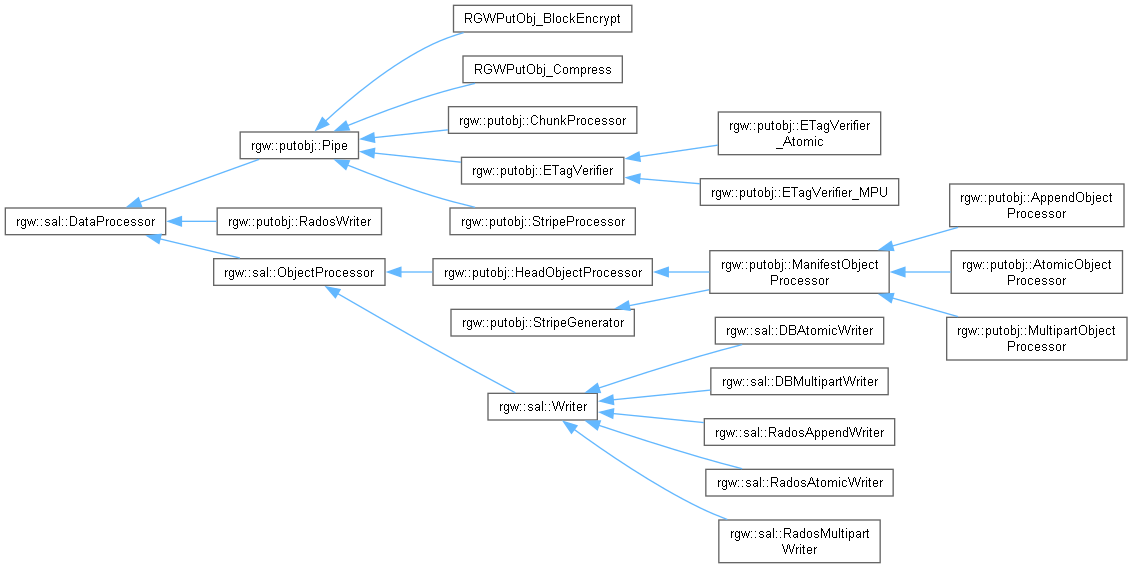 RGWPutObj_BlockEncrypt
RGWPutObj_Compress
rgw::putobj::ChunkProcessor
rgw::putobj::Pipe
rgw::putobj::ETagVerifier
_Atomic
rgw::putobj::ETagVerifier
rgw::putobj::ETagVerifier_MPU
rgw::sal::DataProcessor
rgw::putobj::RadosWriter
rgw::putobj::StripeProcessor
rgw::putobj::AppendObject
Processor
rgw::sal::ObjectProcessor
rgw::putobj::HeadObjectProcessor
rgw::putobj::ManifestObject
Processor
rgw::putobj::AtomicObject
Processor
rgw::putobj::StripeGenerator
rgw::putobj::MultipartObject
Processor
rgw::sal::DBAtomicWriter
rgw::sal::DBMultipartWriter
rgw::sal::Writer
rgw::sal::RadosAppendWriter
rgw::sal::RadosAtomicWriter
rgw::sal::RadosMultipart
Writer